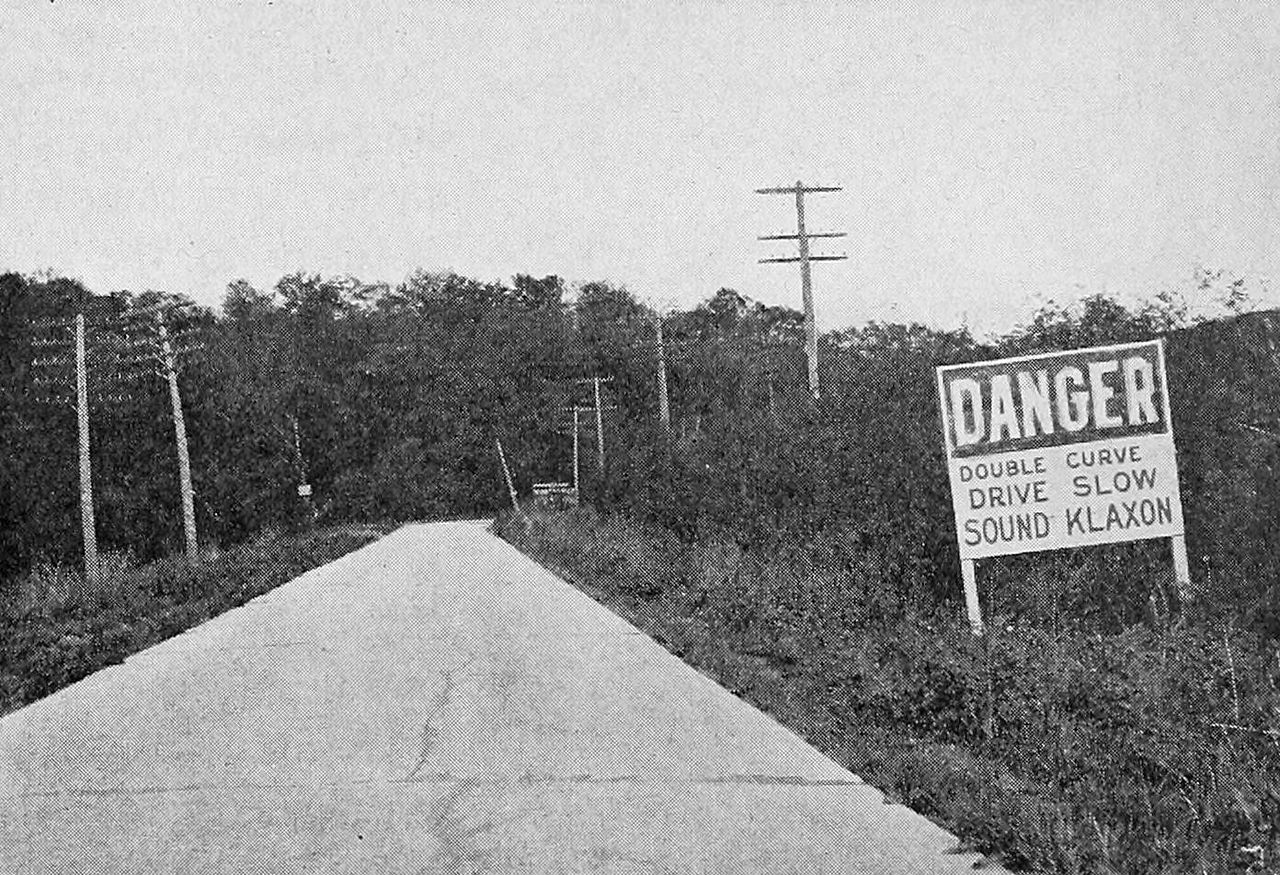 DANGER
DOUBLE CURVE
DRIVE SLOW
SOUND KLAXON